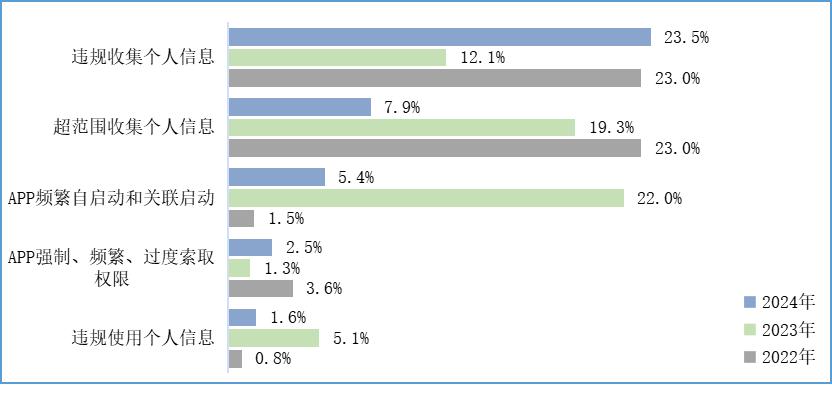 违规收集个人信息
23.5%
12.1%
23.0%
超范围收集个人信息
7.9%
19.3%
23.0%
APP频繁自启动和关联启动
5.4%
22.0%
1.5%
APP强制、频繁、过度索取
权限
2.5%
1.3%
3.6%
违规使用个人信息
1.6%
5.1%
0.8%
2024年
2023年
2022年